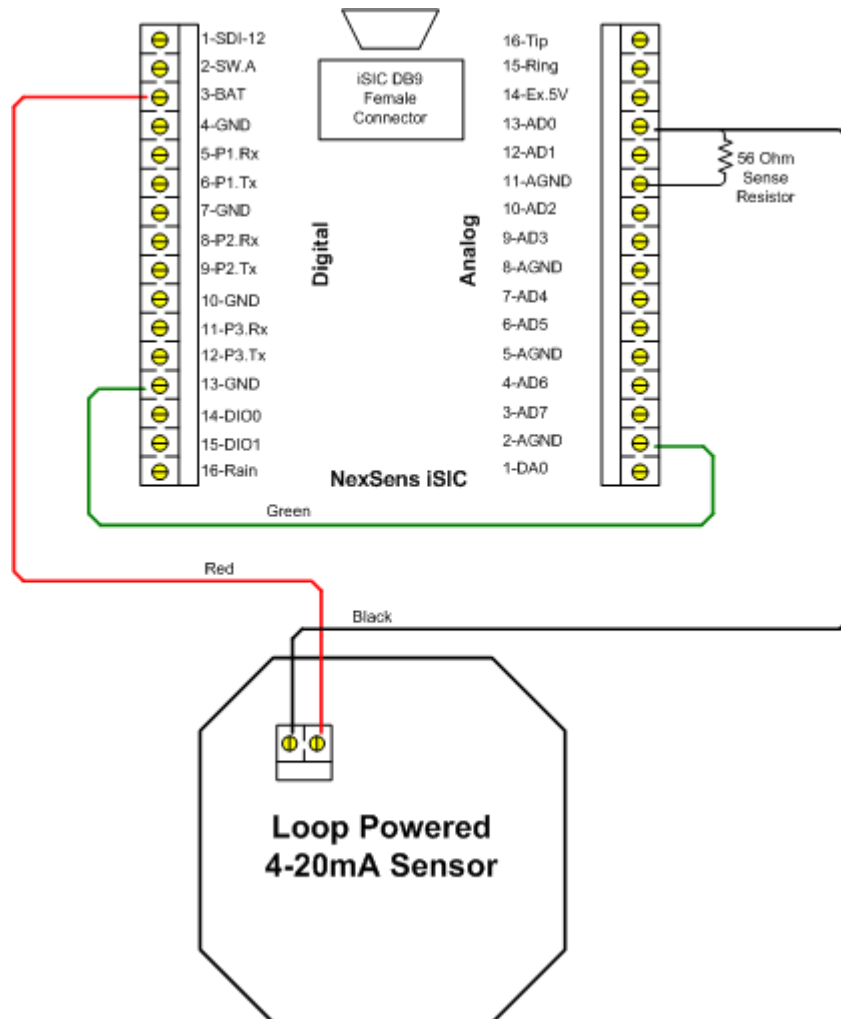 1-SDI-12
2-SW.A
3-BAT
4-GND
5-P1.Rx
6-P1.Tx
7-GND
8-P2.Rx
9-P2.Tx
10-GND
11-P3.Rx
12-P3.Tx
13-GND
14-DIO0
15-DIO1
16-Rain
iSIC DB9
Female
Connector
Digital
Analog
16-Tip
15-Ring
14-Ex.5V
13-AD0
12-AD1
11-AGND
10-AD2
9-AD3
8-AGND
7-AD4
6-AD5
5-AGND
4-AD6
3-AD7
2-AGND
1-DA0
56 Ohm
Sense
Resistor
NexSens iSIC
Green
Red
Black
Loop Powered
4-20mA Sensor